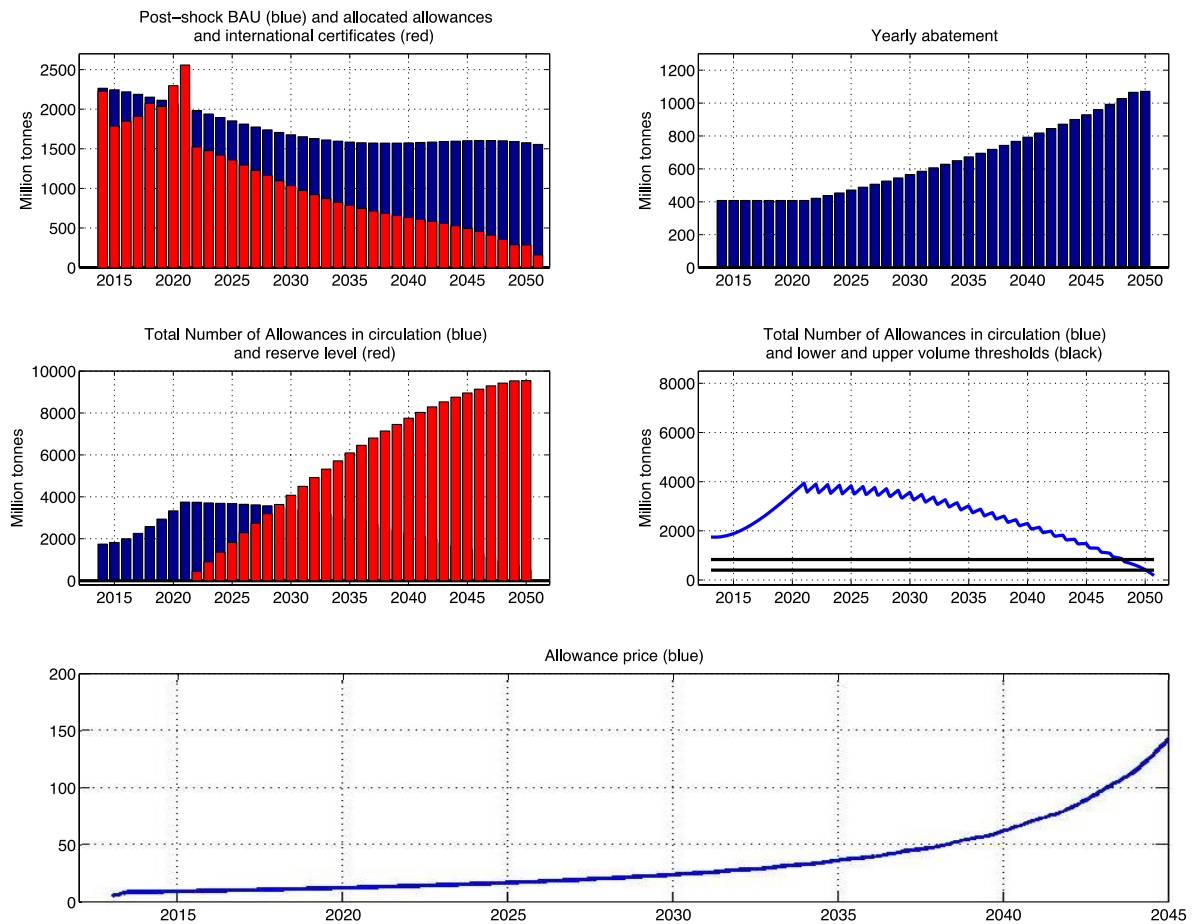 Post−shock BAU (blue) and allocated allowances
and international certificates (red)
Million tonnes
2500
2000
1500
1000
500
0
2015 2020 2025 2030 2035 2040 2045 2050
Yearly abatement
Million tonnes
1200
1000
800
600
400
200
0
2015 2020 2025 2030 2035 2040 2045 2050
Total Number of Allowances in circulation (blue)
and reserve level (red)
Million tonnes
10000
8000
6000
4000
2000
0
2015 2020 2025 2030 2035 2040 2045 2050
Total Number of Allowances in circulation (blue)
and lower and upper volume thresholds (black)
Million tonnes
8000
6000
4000
2000
0
2015 2020 2025 2030 2035 2040 2045 2050
Allowance price (blue)
200
150
100
50
0
2015 2020 2025 2030 2035 2040 2045